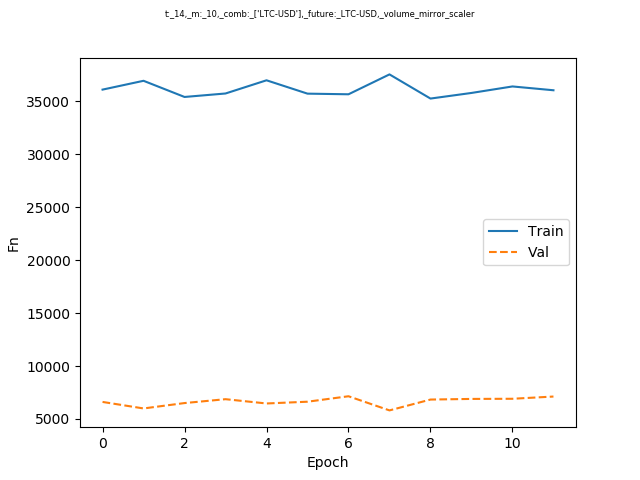 t:_14,_m:_10,_comb:_['LTC-USD'],_future:_LTC-USD,_volume_mirror_scaler
35000
30000
25000
20000
15000
10000
5000
Fn
Train
Val
0 2 4 6 8 10
Epoch